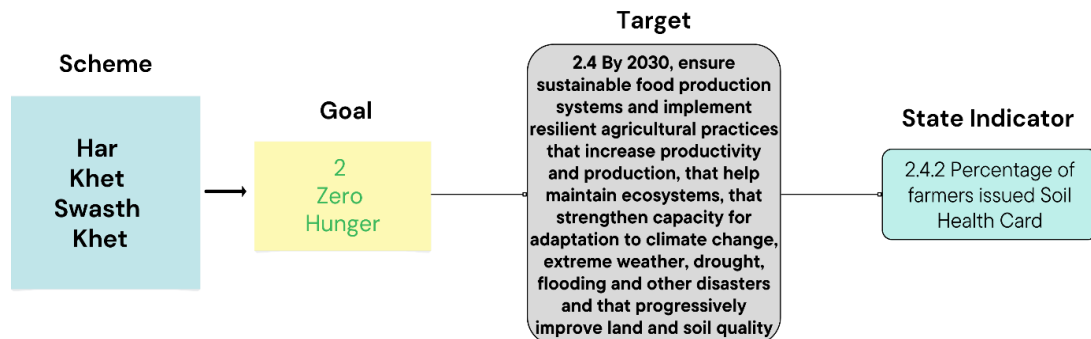 Scheme
Har
Khet
Swasth
Khet
Goal
2
Zero
Hunger
Target
2.4 By 2030, ensure
sustainable food production
systems and implement
resilient agricultural practices
that increase productivity
and production, that help
maintain ecosystems, that
strengthen capacity for
adaptation to climate change,
extreme weather, drought,
flooding and other disasters
and that progressively
improve land and soil quality
State Indicator
2.4.2 Percentage of
farmers issued Soil
Health Card